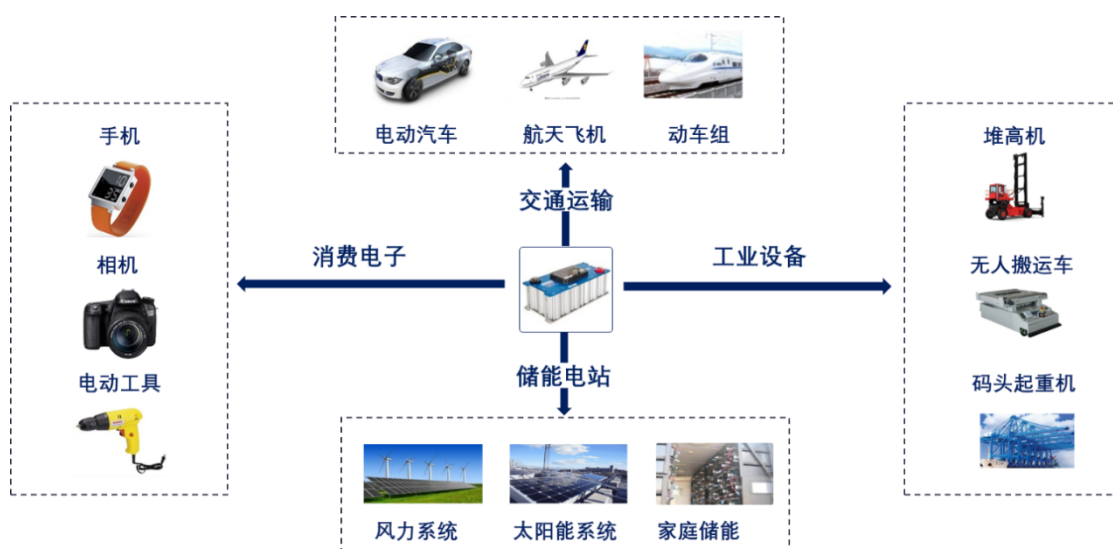 电动汽车 航天飞机 动车组
交通运输
手机
相机
电动工具
消费电子
工业设备
堆高机
无人搬运车
码头起重机
储能电站
风力系统 太阳能系统 家庭储能